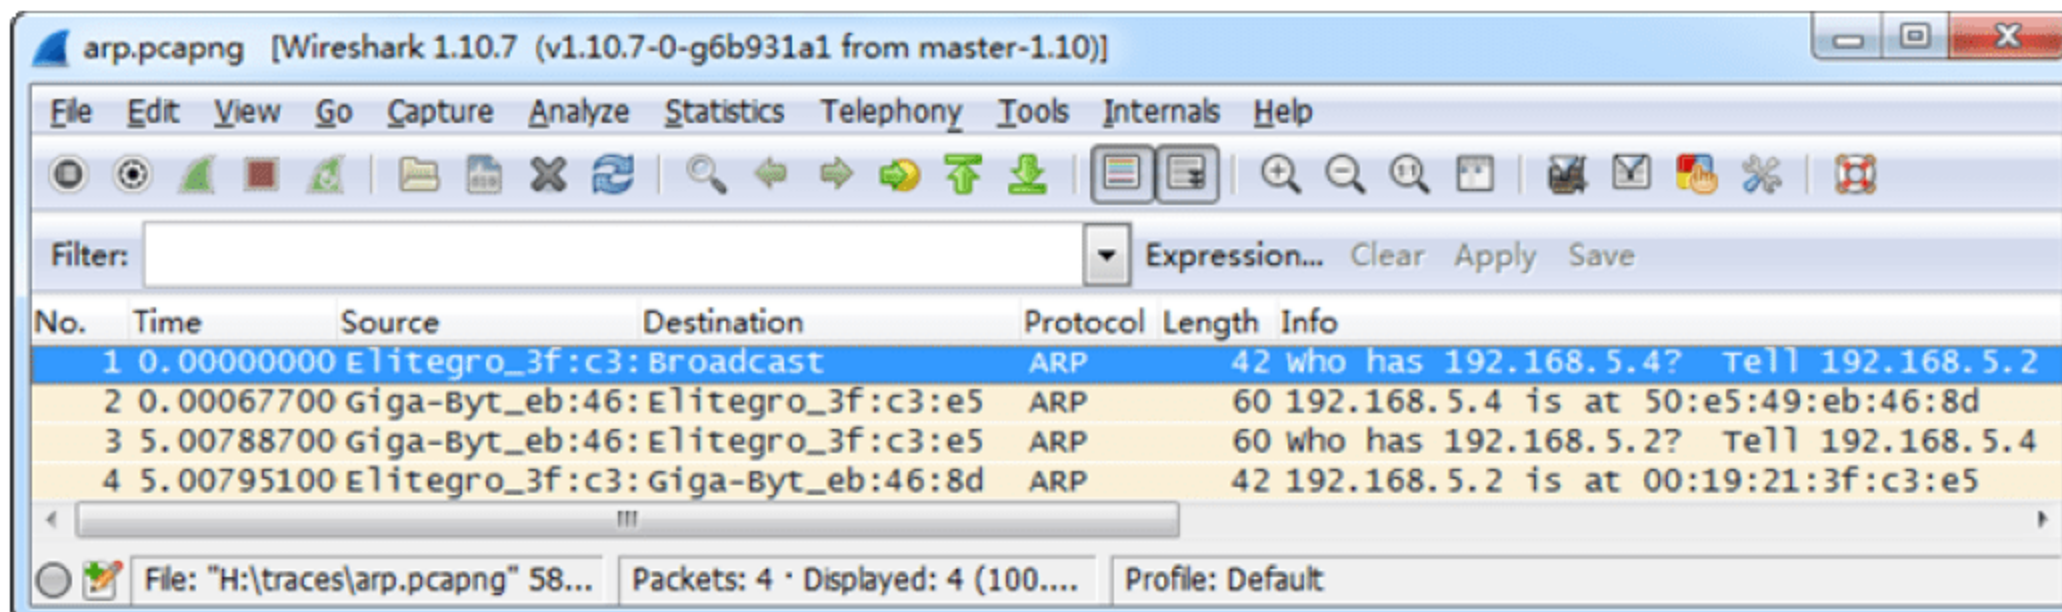 arp.pcapng [Wireshark 1.10.7 (v1.10.7-0-g6b931a1 from master-1.10)]
File Edit View Go Capture Analyze Statistics Telephony Tools Internals Help
Filter: Expression... Clear Apply Save
No. Time Source Destination Protocol Length Info
1 0.00000000 Elitegro_3f:c3: Broadcast ARP 42 Who has 192.168.5.4? Tell 192.168.5.2
2 0.00067700 Giga-Byt_eb:46: Elitegro_3f:c3:e5 ARP 60 192.168.5.4 is at 50:e5:49:eb:46:8d
3 5.00788700 Giga-Byt_eb:46: Elitegro_3f:c3:e5 ARP 60 Who has 192.168.5.2? Tell 192.168.5.4
4 5.00795100 Elitegro_3f:c3: Giga-Byt_eb:46:8d ARP 42 192.168.5.2 is at 00:19:21:3f:c3:e5
File: "H:\traces\arp.pcapng" 58... Packets: 4 · Displayed: 4 (100.... Profile: Default